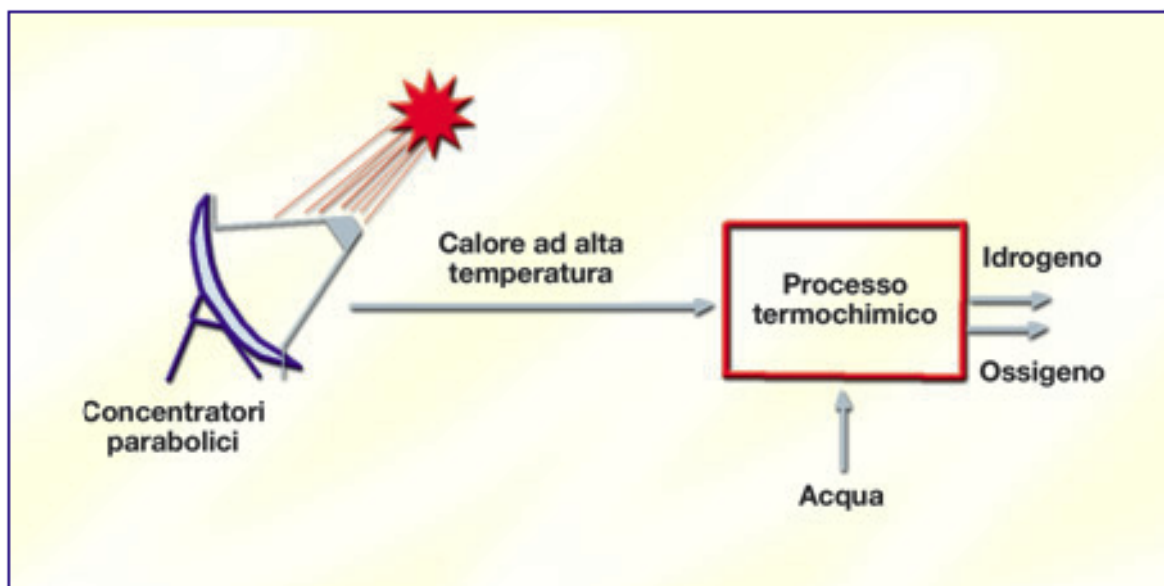 Calore ad alta
temperatura
Processo
termochimico
Idrogeno
Ossigeno
Concentratori
parabolici
Acqua